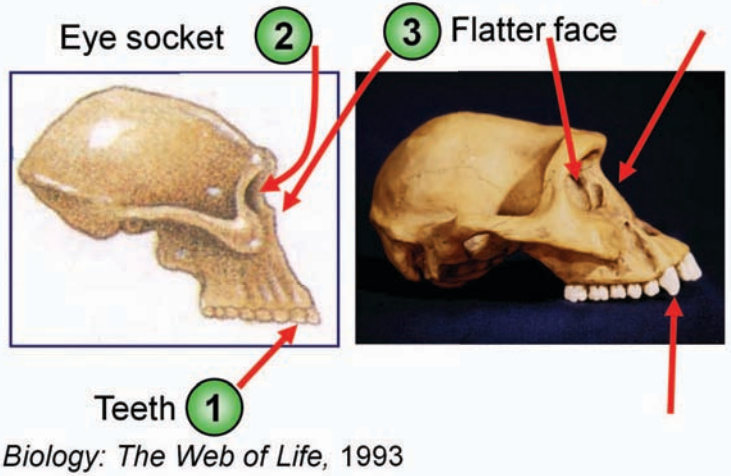 Eye socket 2 3 Flatter face
Teeth 1
Biology: The Web of Life, 1993